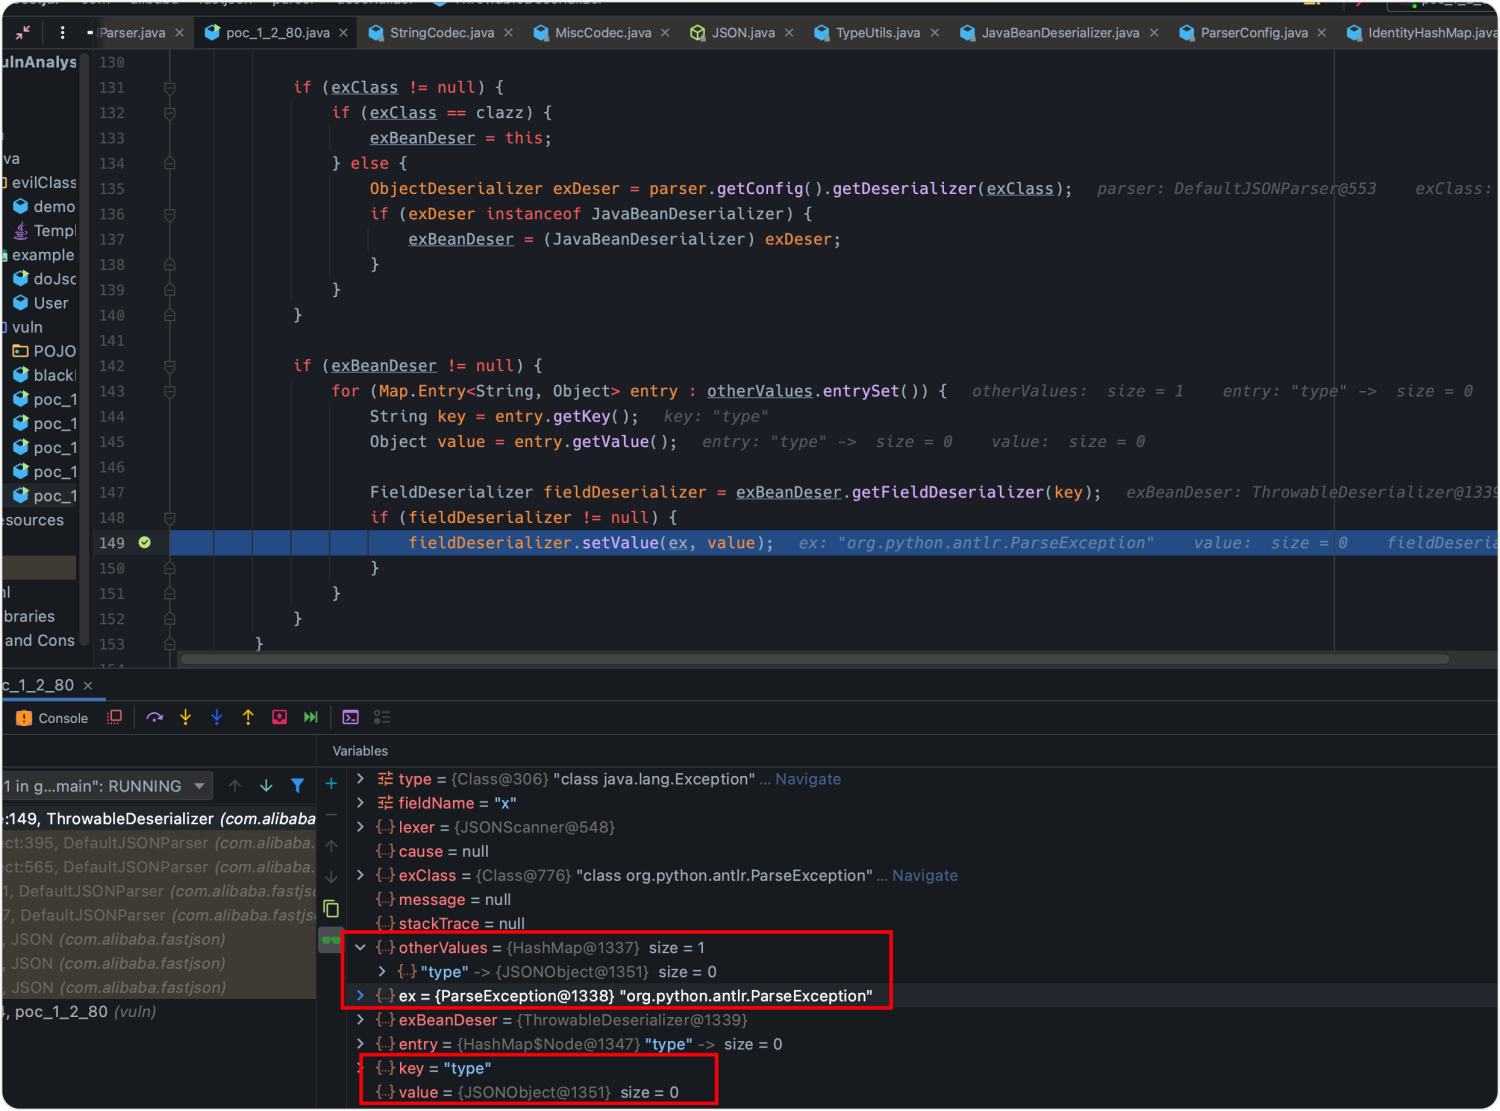 Parser.java × poc_1_2_80.java × StringCodec.java × MiscCodec.java × JSON.java × TypeUtils.java × JavaBeanDeserializer.java × ParserConfig.java × IdentityHashMap.java
ulnAnalys
va
evilClass
demo
Templ
example
doJsc
User
vuln
POJO
black
poc_1
poc_1
poc_1
poc_1
poc_1
esources
braries
and Cons
130
131 if (exClass != null) {
132 if (exClass == clazz) {
133 exBeanDeser = this;
134 } else {
135 ObjectDeserializer exDeser = parser.getConfig().getDeserializer(exClass); parser: DefaultJSONParser@553 exClass:
136 if (exDeser instanceof JavaBeanDeserializer) {
137 exBeanDeser = (JavaBeanDeserializer) exDeser;
138 }
139 }
140 }
141
142 if (exBeanDeser != null) {
143 for (Map.Entry<String, Object> entry : otherValues.entrySet()) { otherValues: size = 1 entry: "type" -> size = 0
144 String key = entry.getKey(); key: "type"
145 Object value = entry.getValue(); entry: "type" -> size = 0 value: size = 0
146
147 FieldDeserializer fieldDeserializer = exBeanDeser.getFieldDeserializer(key); exBeanDeser: ThrowableDeserializer@1339
148 if (fieldDeserializer != null) {
149 fieldDeserializer.setValue(ex, value); ex: "org.python.antlr.ParseException" value: size = 0 fieldDeseria
150 }
151 }
152 }
153 }
c_1_2_80 ×
Console
Variables
1 in g...main": RUNNING
:149, ThrowableDeserializer (com.alibaba
ct:395, DefaultJSONParser (com.alibaba.
ect:565, DefaultJSONParser (com.alibaba.
1, DefaultJSONParser (com.alibaba.fastjs
7, DefaultJSONParser (com.alibaba.fastjs
, JSON (com.alibaba.fastjson)
, JSON (com.alibaba.fastjson)
, JSON (com.alibaba.fastjson)
, poc_1_2_80 (vuln)
type = {Class@306} "class java.lang.Exception" ... Navigate
fieldName = "x"
lexer = {JSONScanner@548}
cause = null
exClass = {Class@776} "class org.python.antlr.ParseException" ... Navigate
message = null
stackTrace = null
otherValues = {HashMap@1337} size = 1
"type" -> {JSONObject@1351} size = 0
ex = {ParseException@1338} "org.python.antlr.ParseException"
exBeanDeser = {ThrowableDeserializer@1339}
entry = {HashMap$Node@1347} "type" -> size = 0
key = "type"
value = {JSONObject@1351} size = 0